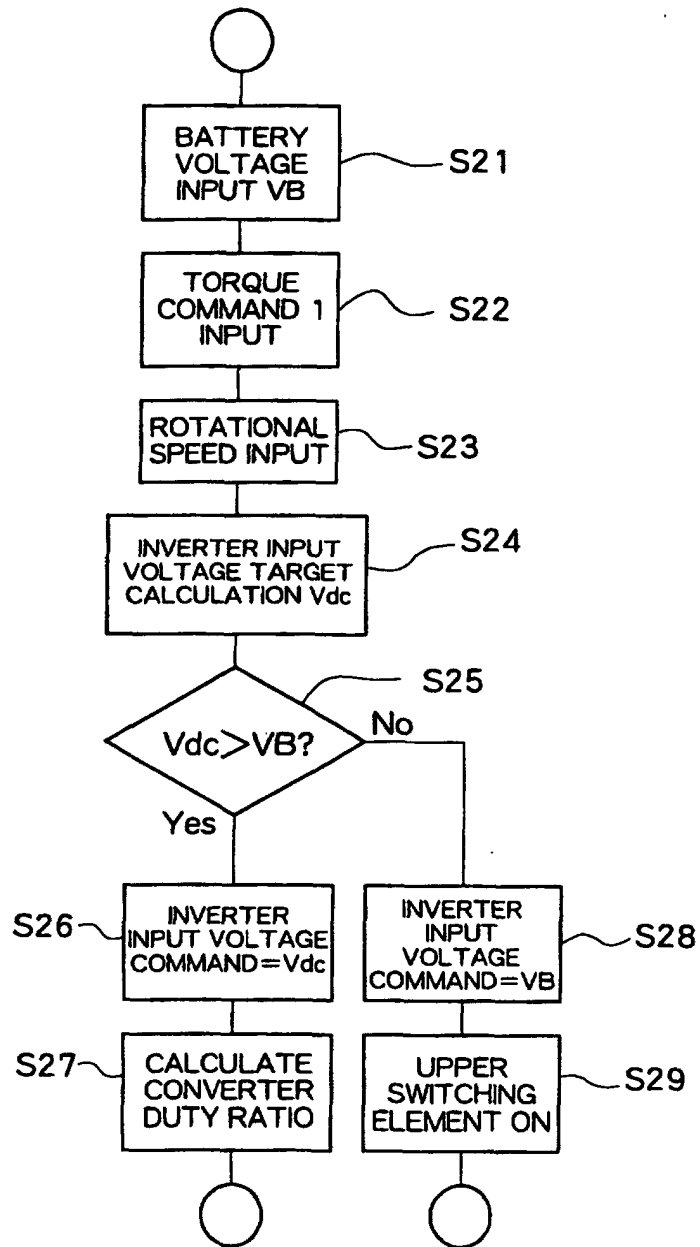 BATTERY
VOLTAGE
INPUT VB
S21
TORQUE
COMMAND 1
INPUT
S22
ROTATIONAL
SPEED INPUT
S23
INVERTER INPUT
VOLTAGE TARGET
CALCULATION Vdc
S24
Vdc>VB?
S25
No
Yes
S26
INVERTER
INPUT VOLTAGE
COMMAND=Vdc
INVERTER
INPUT
VOLTAGE
COMMAND=VB
S28
S27
CALCULATE
CONVERTER
DUTY RATIO
UPPER
SWITCHING
ELEMENT ON
S29